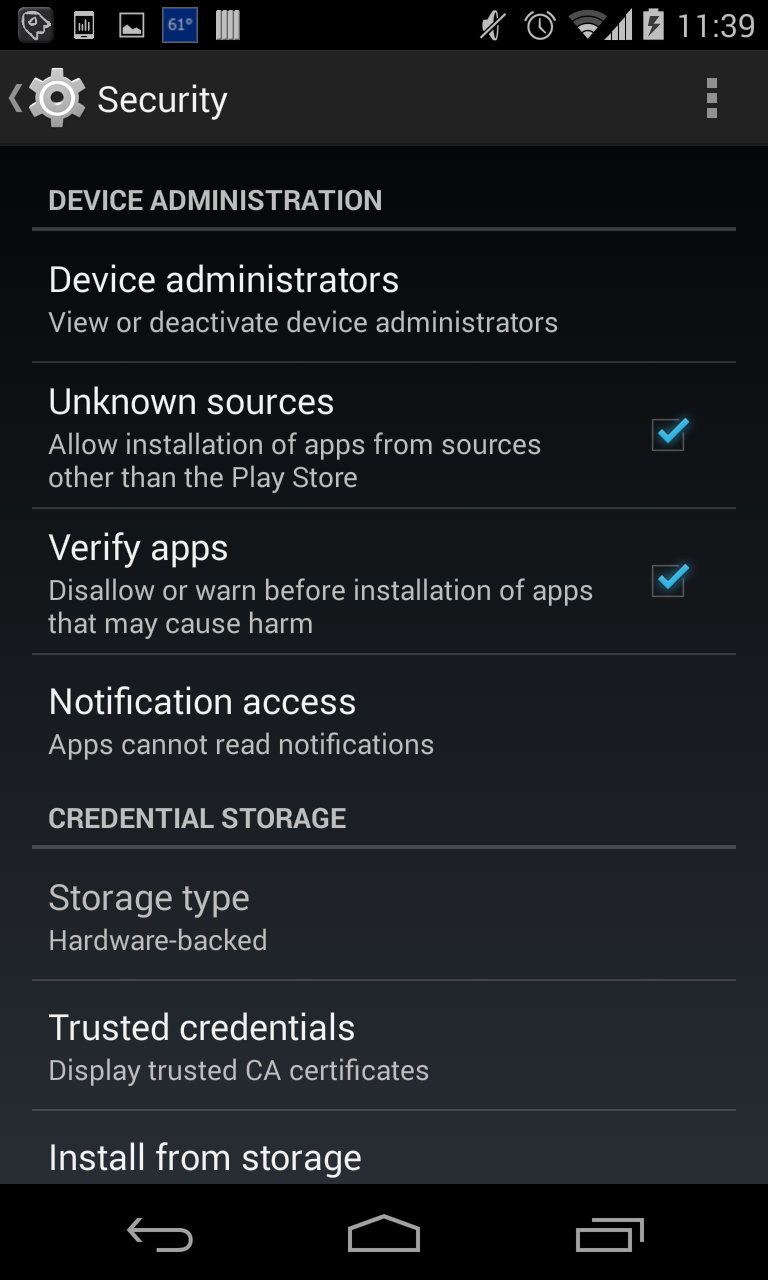 61°
11:39
Security
DEVICE ADMINISTRATION
Device administrators
View or deactivate device administrators
Unknown sources
Allow installation of apps from sources
other than the Play Store
Verify apps
Disallow or warn before installation of apps
that may cause harm
Notification access
Apps cannot read notifications
CREDENTIAL STORAGE
Storage type
Hardware-backed
Trusted credentials
Display trusted CA certificates
Install from storage